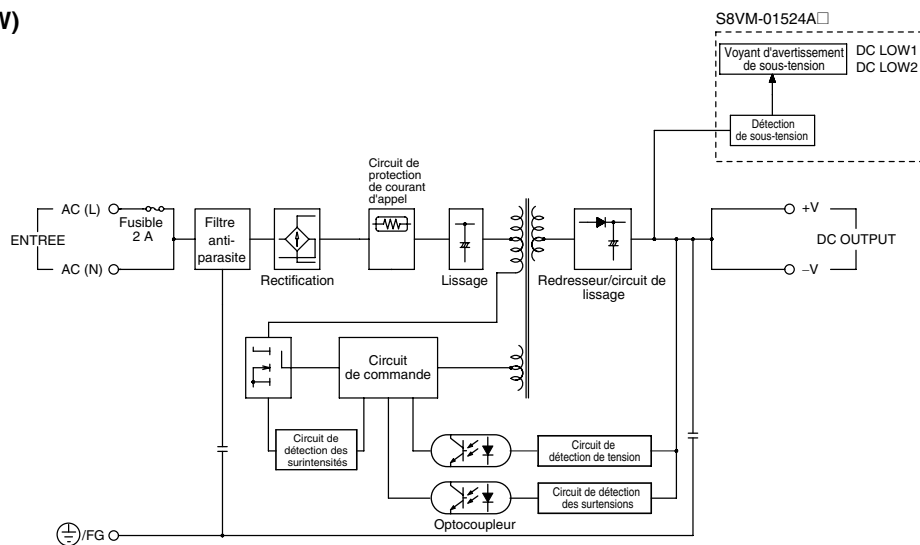 W)
S8VM-01524A□
Voyant d'avertissement
de sous-tension
DC LOW1
DC LOW2
Détection
de sous-tension
Circuit de
protection
de courant
d'appel
AC (L)
Fusible
2 A
ENTREE
AC (N)
Filtre
anti-
parasite
Rectification
Lissage
Redresseur/circuit de
lissage
+V
DC OUTPUT
–V
Circuit
de commande
Circuit de
détection des
surintensités
Circuit de
détection de tension
Circuit de détection
des surtensions
Optocoupleur
/FG